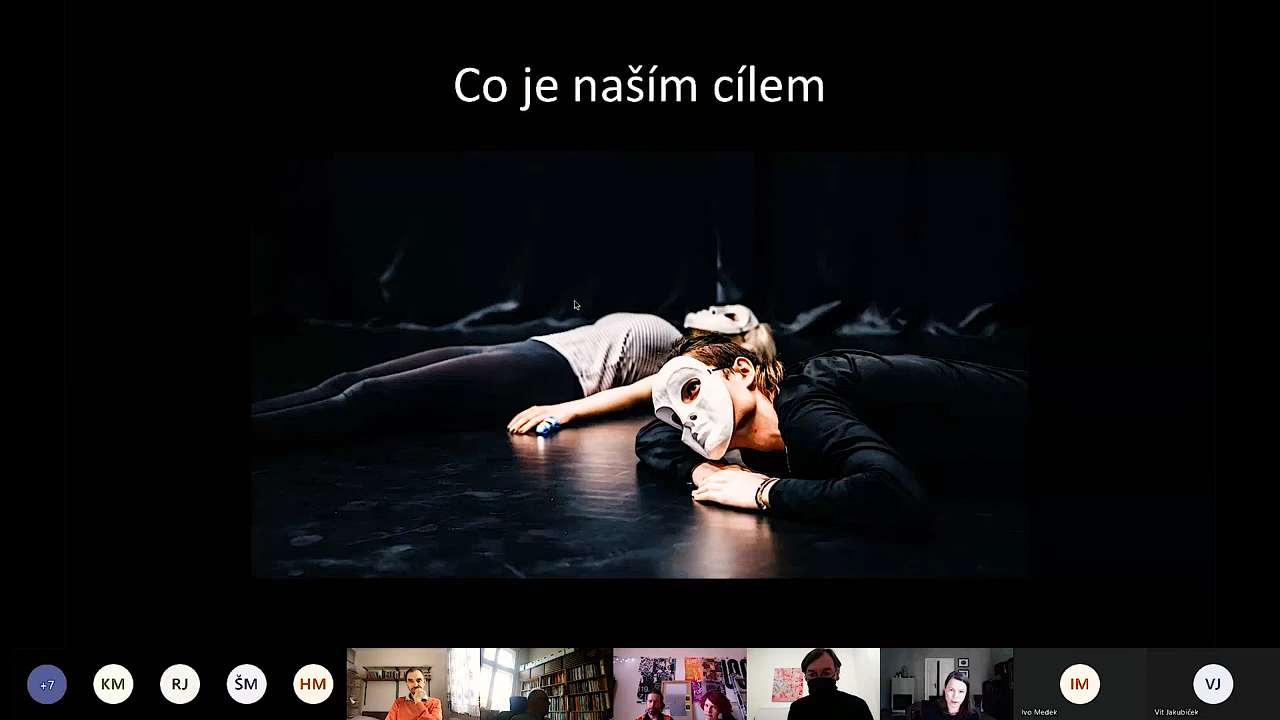 Co je naším cílem
+7
KM
RJ
ŠM
HM
IM
VJ
Ivo Medek
Vít Jakubíček